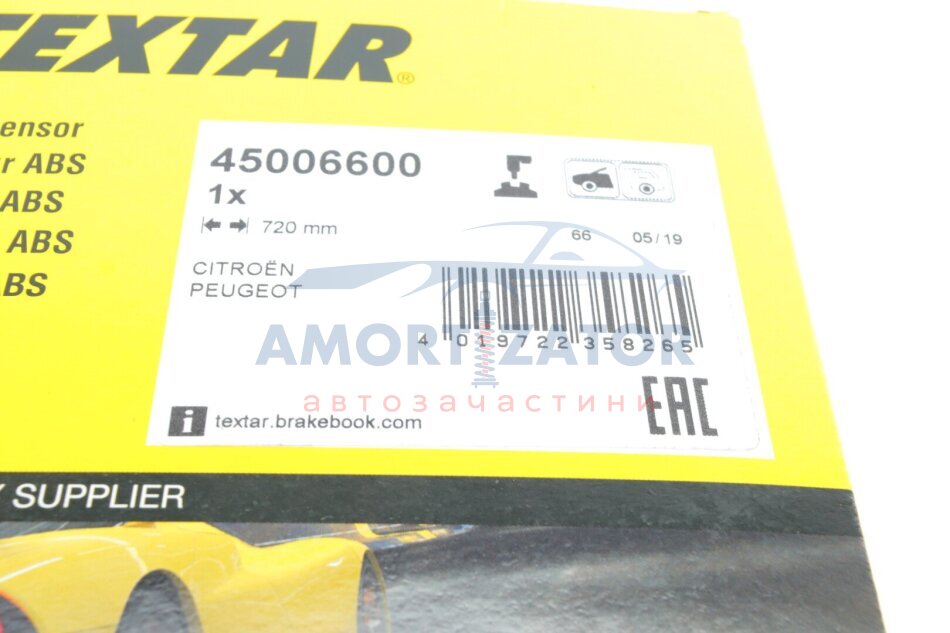 TEXTAR®
ensor
r ABS
ABS
ABS
BS
45006600
1x
720 mm
66 05/19
CITROËN
PEUGEOT
4 019722 358265
AMORTIZATOR
автозачастини
EAC
i textar.brakebook.com
SUPPLIER